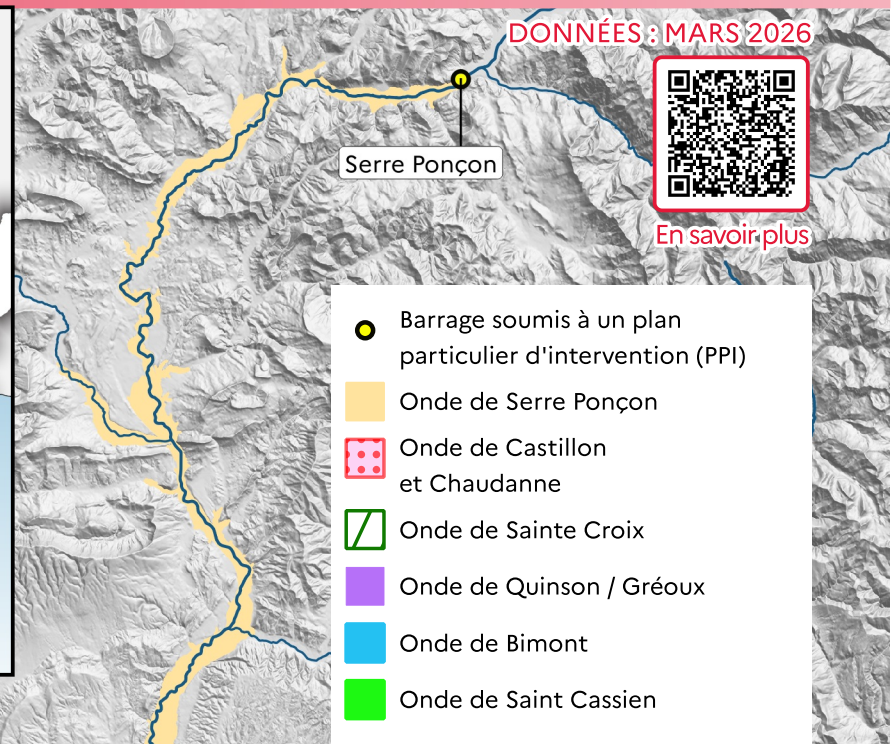 DONNÉES : MARS 2026
En savoir plus
Serre Ponçon
Barrage soumis à un plan
particulier d'intervention (PPI)
Onde de Serre Ponçon
Onde de Castillon
et Chaudanne
Onde de Sainte Croix
Onde de Quinson / Gréoux
Onde de Bimont
Onde de Saint Cassien